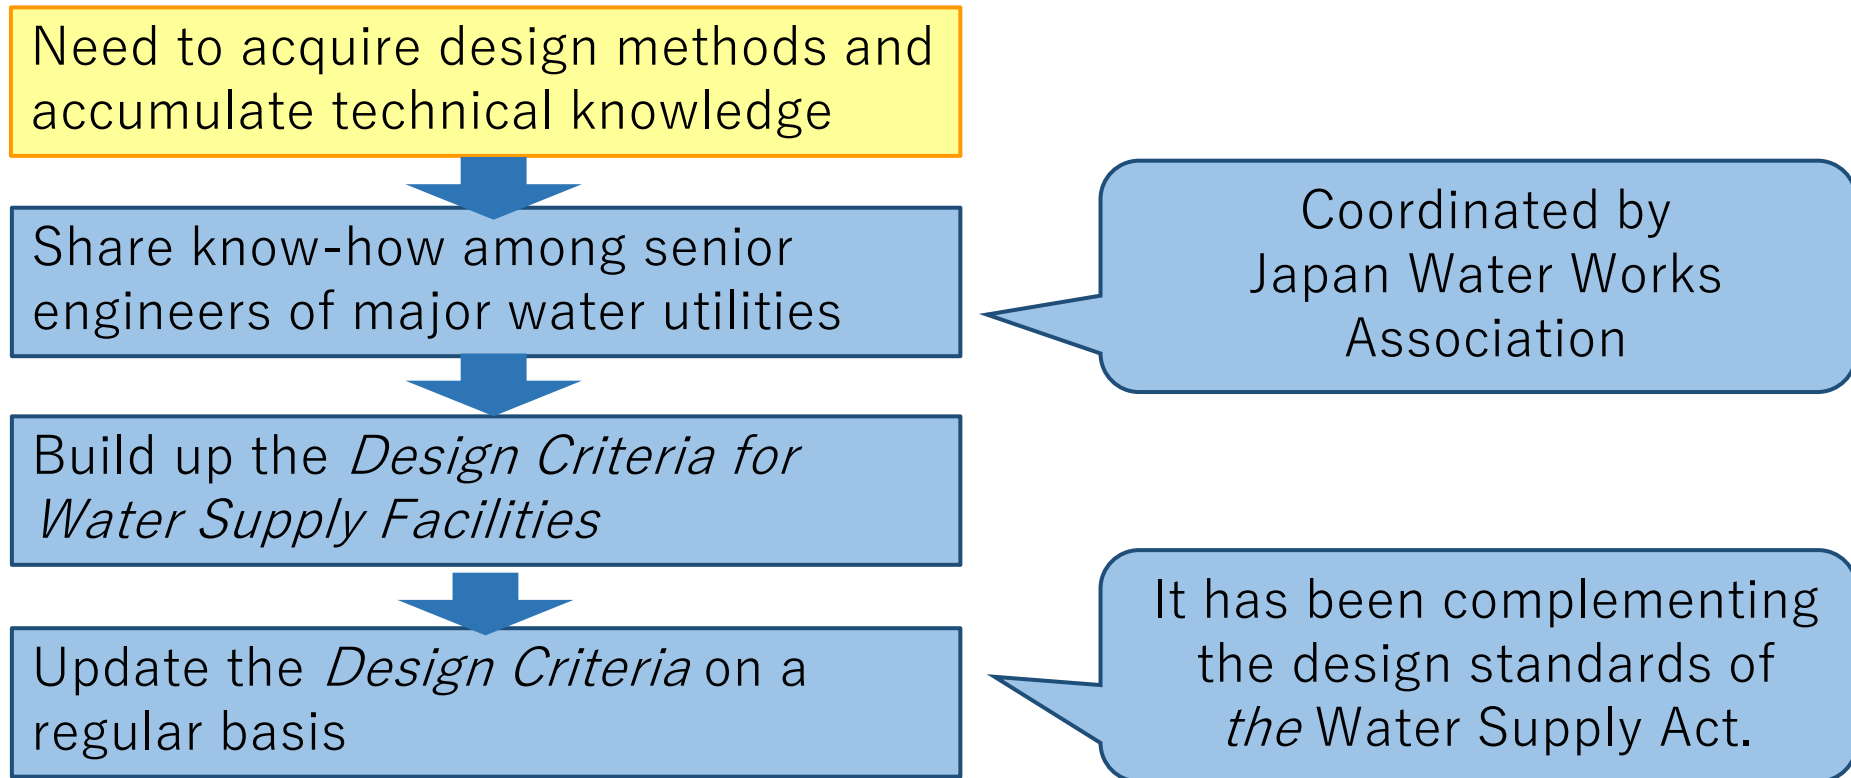 Need to acquire design methods and
accumulate technical knowledge
Share know-how among senior
engineers of major water utilities
Coordinated by
Japan Water Works
Association
Build up the Design Criteria for
Water Supply Facilities
Update the Design Criteria on a
regular basis
It has been complementing
the design standards of
the Water Supply Act.